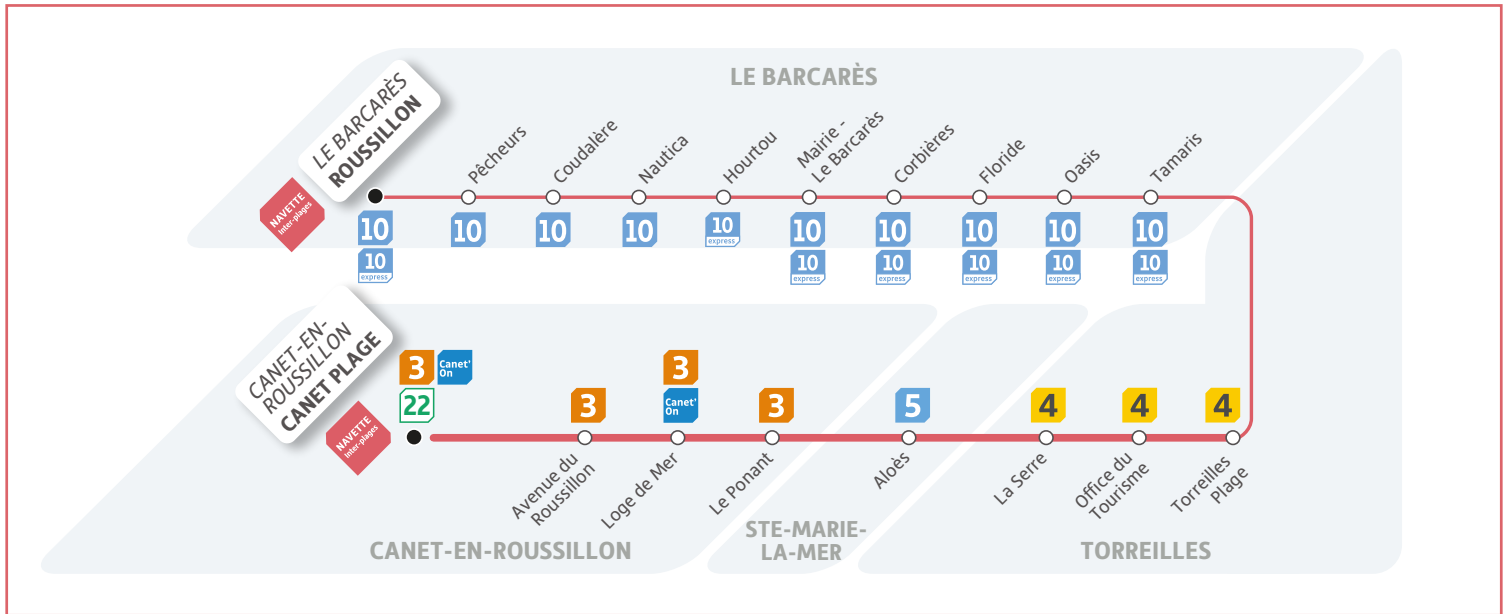 LE BARCARÈS
LE BARCARÈS
ROUSSILLON
NAVETTE
Inter-plages
Pêcheurs
Coudalère
Nautica
Hourtou
Mairie -
Le Barcarès
Corbières
Floride
Oasis
Tamaris
10
10
10
10
10
express
10
10
10
10
10
10
express
10
express
10
express
10
express
10
express
10
express
CANET-EN-
ROUSSILLON
CANET PLAGE
NAVETTE
Inter-plages
3
Canet'
On
22
3
3
Canet'
On
3
5
4
4
4
Avenue du
Roussillon
Loge de Mer
Le Ponant
Aloès
La Serre
Office du
Tourisme
Torreilles
Plage
CANET-EN-ROUSSILLON
STE-MARIE-
LA-MER
TORREILLES